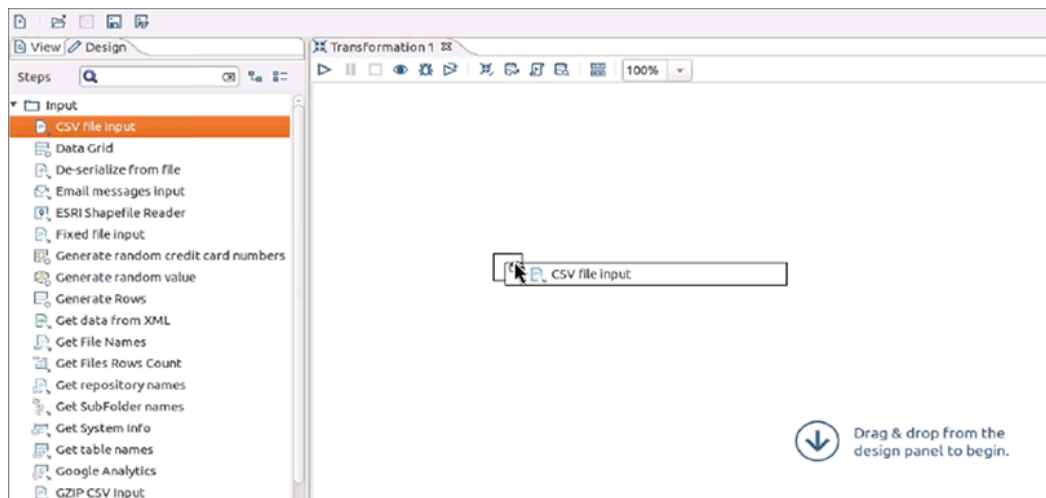 View
Design
Transformation 1
Steps
100%
Input
CSV file input
Data Grid
De-serialize from file
Email messages input
ESRI Shapefile Reader
Fixed file input
Generate random credit card numbers
Generate random value
Generate Rows
Get data from XML
Get File Names
Get Files Rows Count
Get repository names
Get SubFolder names
Get System Info
Get table names
Google Analytics
GZIP CSV Input
CSV file input
Drag & drop from the
design panel to begin.